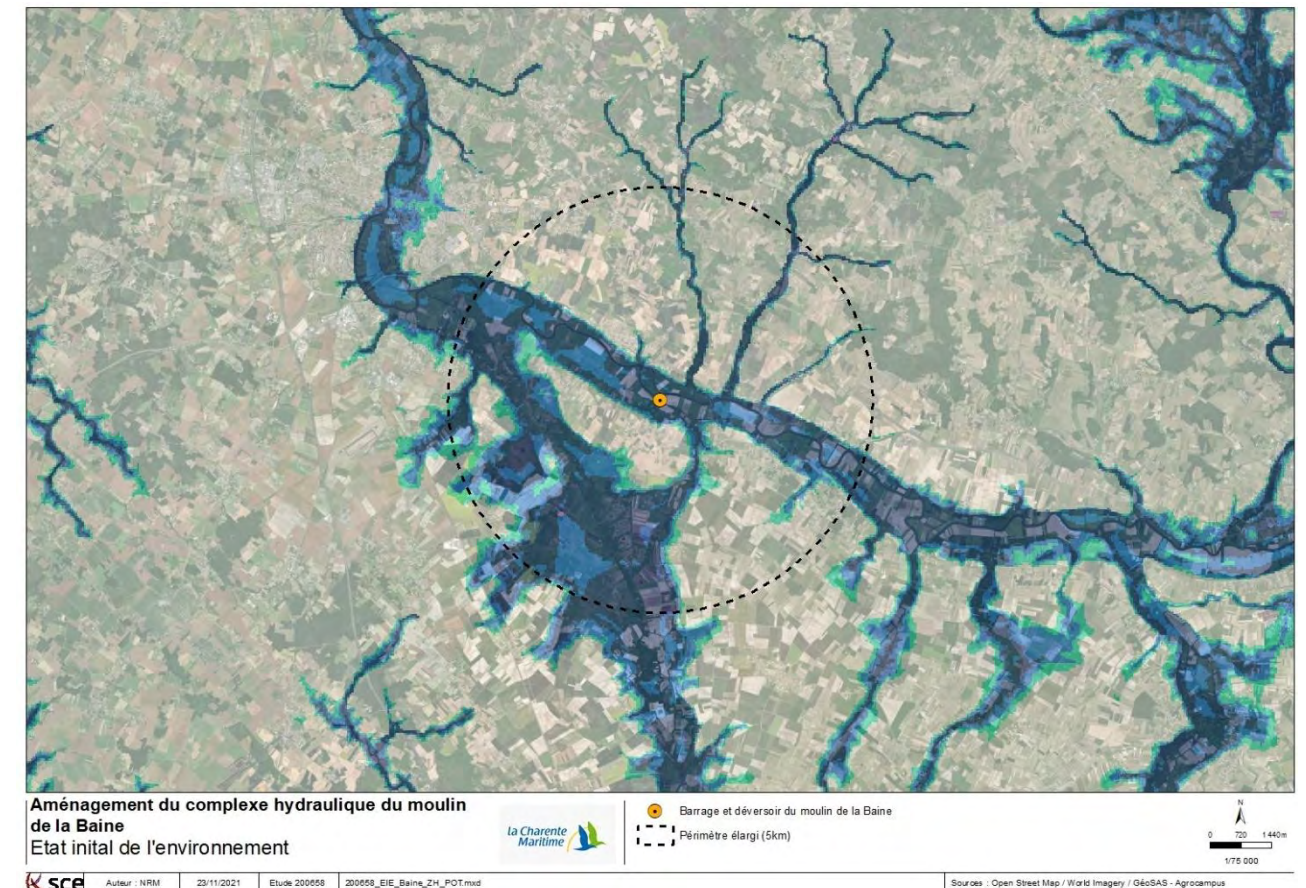 Aménagement du complexe hydraulique du moulin
de la Baine
Etat inital de l'environnement
la Charente
Maritime
Barrage et déversoir du moulin de la Baine
Périmètre élargi (5km)
N
0 720 1 440 m
1/75 000
sce
Auteur : NRM
23/11/2021
Etude 200658
200658_EIE_Baine_ZH_POT.mxd
Sources : Open Street Map / World Imagery / GéoSAS - Agrocampus